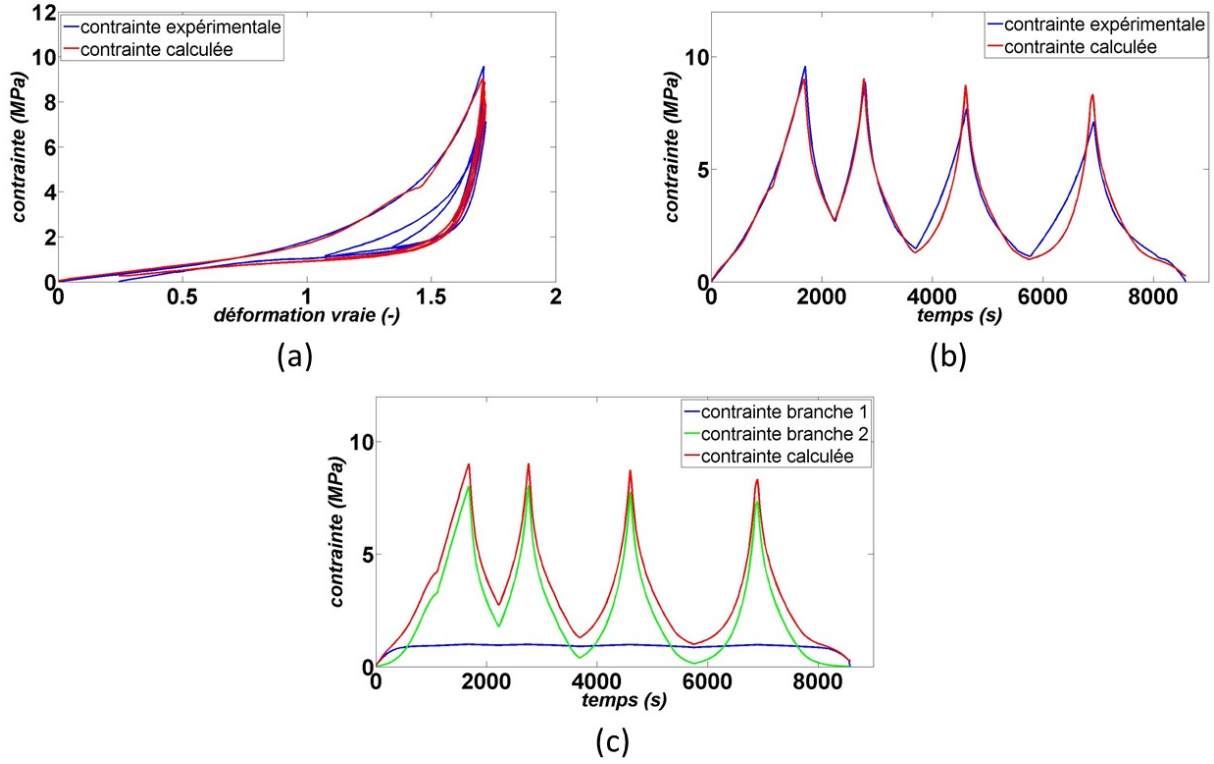 contrainte expérimentale
contrainte calculée
contrainte (MPa)
12
10
8
6
4
2
0
0
0.5
1
1.5
2
déformation vraie (-)
(a)
contrainte expérimentale
contrainte calculée
contrainte (MPa)
10
5
0
0
2000
4000
6000
8000
temps (s)
(b)
contrainte branche 1
contrainte branche 2
contrainte calculée
contrainte (MPa)
10
5
0
0
2000
4000
6000
8000
temps (s)
(c)